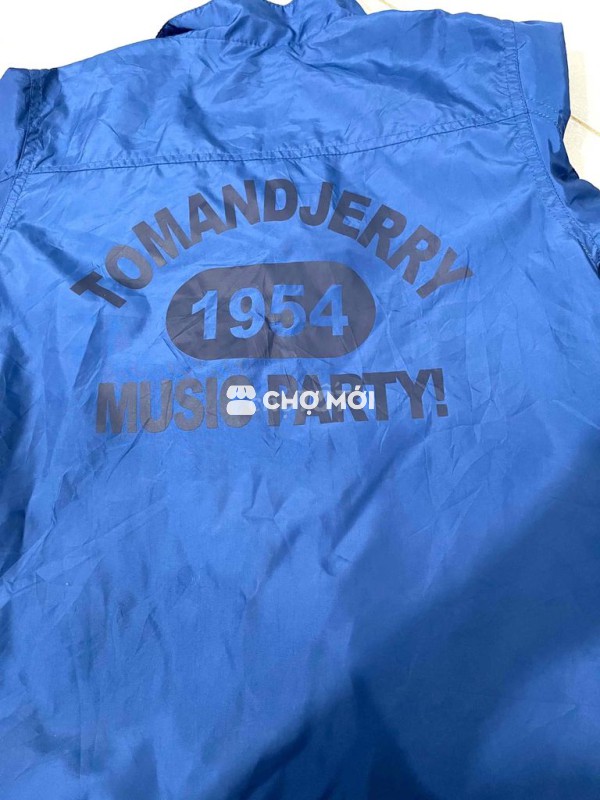 TOMANDJERRY
1954
MUSIC PARTY!
CHỢ MỚI